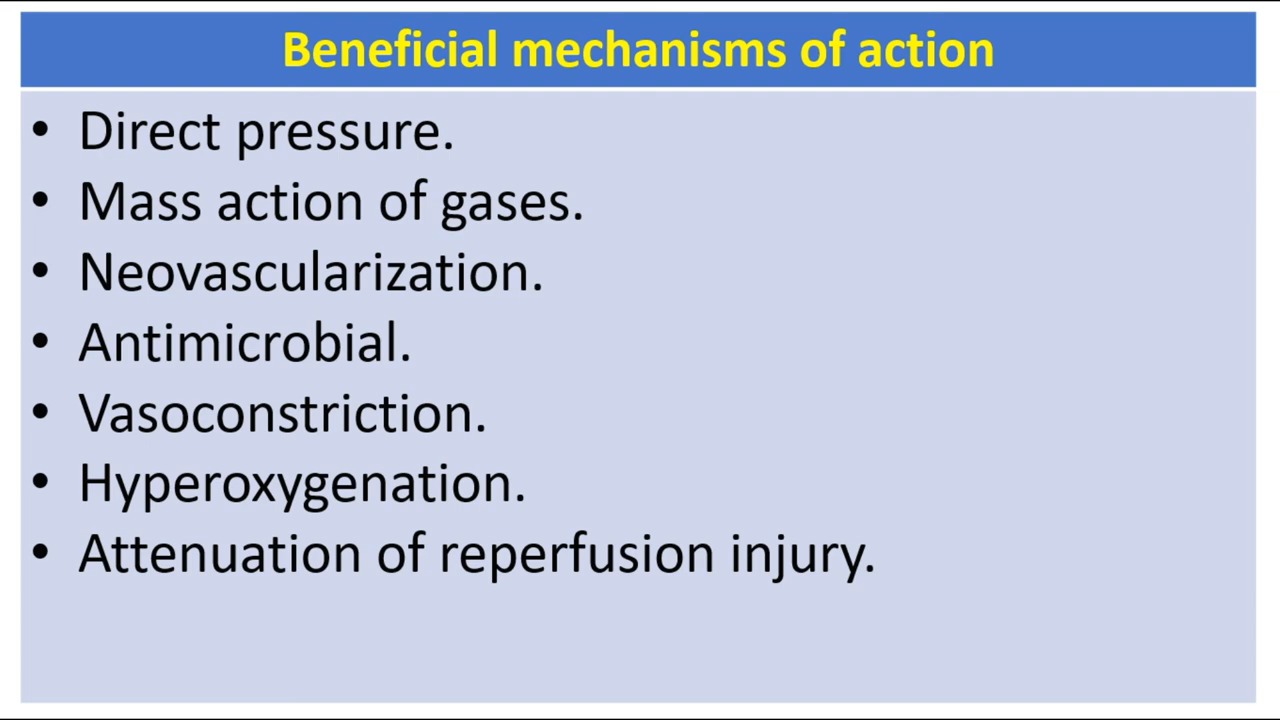 Beneficial mechanisms of action
• Direct pressure.
• Mass action of gases.
• Neovascularization.
• Antimicrobial.
• Vasoconstriction.
• Hyperoxygenation.
• Attenuation of reperfusion injury.